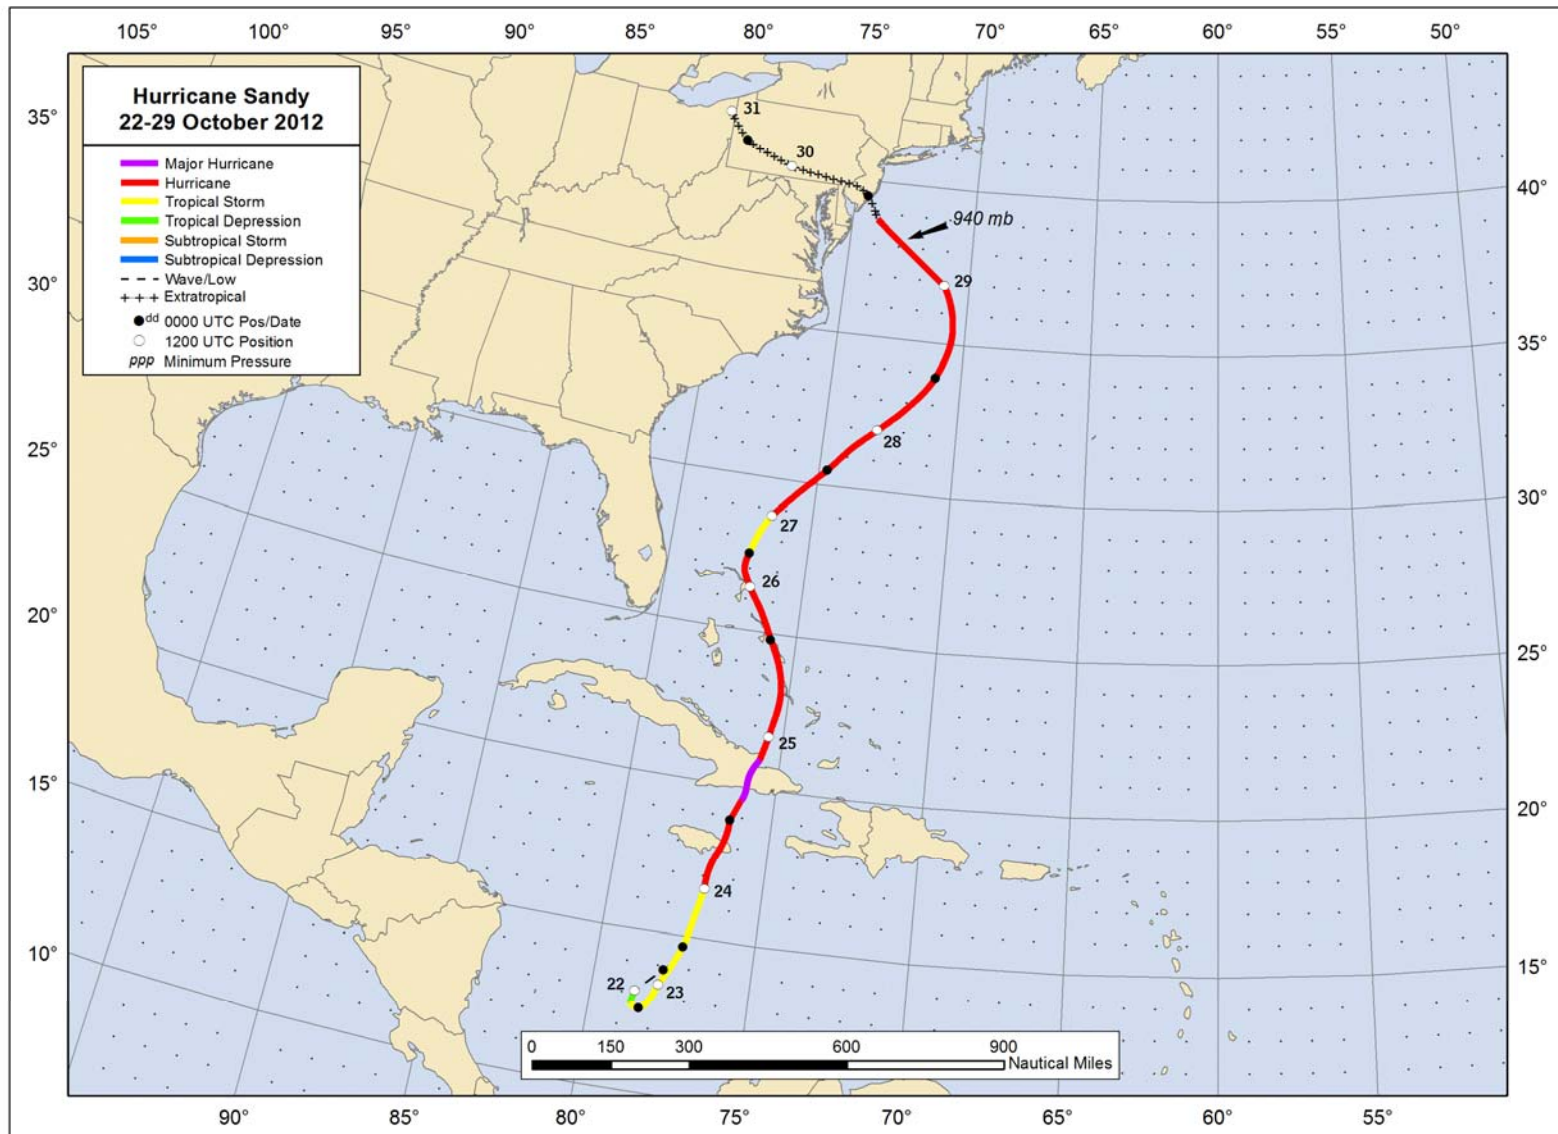 105° 100° 95° 90° 85° 80° 75° 70° 65° 60° 55° 50°
Hurricane Sandy
22-29 October 2012
Major Hurricane
Hurricane
Tropical Storm
Tropical Depression
Subtropical Storm
Subtropical Depression
Wave/Low
Extratropical
dd 0000 UTC Pos/Date
1200 UTC Position
ppp Minimum Pressure
35°
30°
25°
20°
15°
10°
31
30
940 mb
29
28
27
26
25
24
22
23
40°
35°
30°
25°
20°
15°
0 150 300 600 900
Nautical Miles
90° 85° 80° 75° 70° 65° 60° 55°